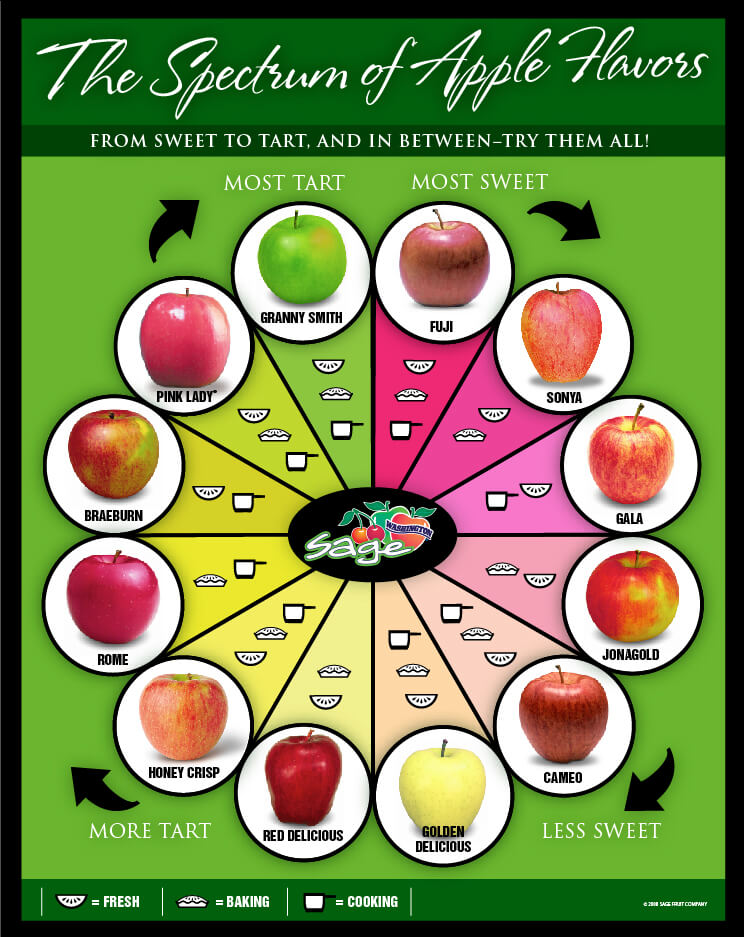 The Spectrum of Apple Flavors
FROM SWEET TO TART, AND IN BETWEEN–TRY THEM ALL!
MOST TART
MOST SWEET
GRANNY SMITH
FUJI
PINK LADY®
SONYA
BRAEBURN
GALA
WASHINGTON
sage
ROME
JONAGOLD
HONEY CRISP
CAMEO
RED DELICIOUS
GOLDEN
DELICIOUS
MORE TART
LESS SWEET
= FRESH
= BAKING
= COOKING
© 2008 SAGE FRUIT COMPANY